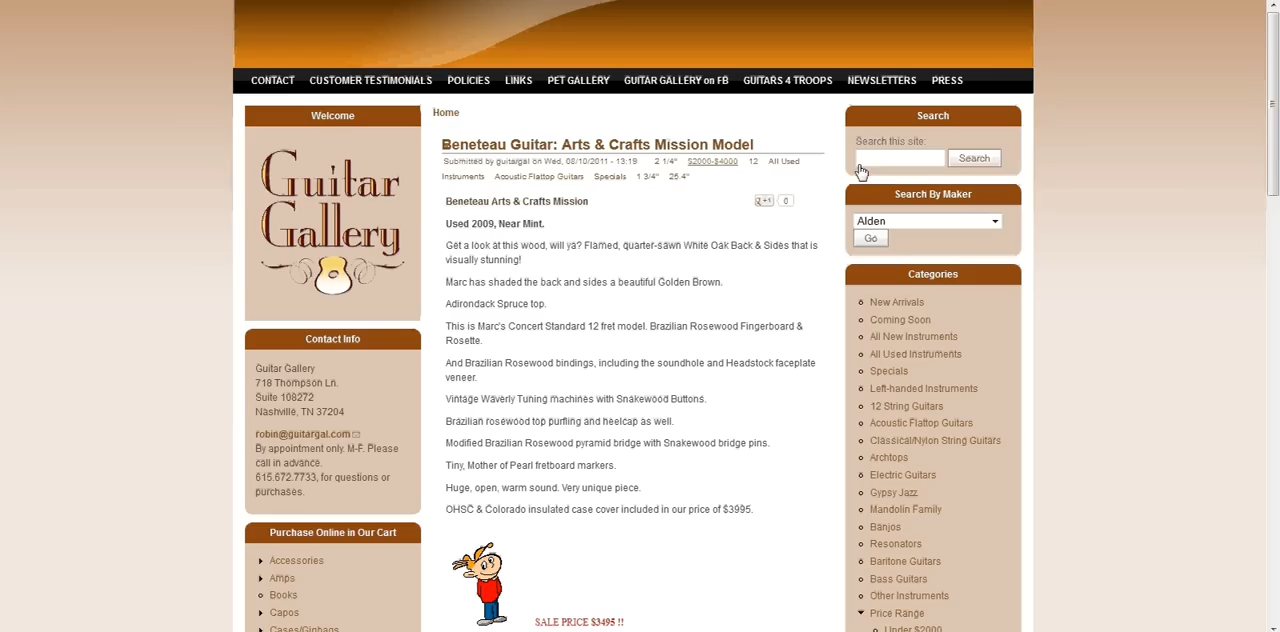 CONTACT CUSTOMER TESTIMONIALS POLICIES LINKS PET GALLERY GUITAR GALLERY on FB GUITARS 4 TROOPS NEWSLETTERS PRESS
Welcome
Guitar
Gallery
Contact Info
Guitar Gallery
718 Thompson Ln.
Suite 108272
Nashville, TN 37204
robin@guitargal.com
By appointment only. M-F. Please
call in advance.
615.672.7733, for questions or
purchases.
Purchase Online in Our Cart
Accessories
Amps
Books
Capos
Cases/Gigbags
Home
Beneteau Guitar: Arts & Crafts Mission Model
Submitted by guitargal on Wed, 08/10/2011 - 13:19 2 1/4" $2000-$4000 12 All Used
Instruments Acoustic Flattop Guitars Specials 1 3/4" 25.4"
Beneteau Arts & Crafts Mission
+1 0
Used 2009, Near Mint.
Get a look at this wood, will ya? Flamed, quarter-sawn White Oak Back & Sides that is
visually stunning!
Marc has shaded the back and sides a beautiful Golden Brown.
Adirondack Spruce top.
This is Marc's Concert Standard 12 fret model. Brazilian Rosewood Fingerboard &
Rosette.
And Brazilian Rosewood bindings, including the soundhole and Headstock faceplate
veneer.
Vintage Waverly Tuning machines with Snakewood Buttons.
Brazilian rosewood top purfling and heelcap as well.
Modified Brazilian Rosewood pyramid bridge with Snakewood bridge pins.
Tiny, Mother of Pearl fretboard markers.
Huge, open, warm sound. Very unique piece.
OHSC & Colorado insulated case cover included in our price of $3995.
SALE PRICE $3495 !!
Search
Search this site:
Search
Search By Maker
Alden
Go
Categories
New Arrivals
Coming Soon
All New Instruments
All Used Instruments
Specials
Left-handed Instruments
12 String Guitars
Acoustic Flattop Guitars
Classical/Nylon String Guitars
Archtops
Electric Guitars
Gypsy Jazz
Mandolin Family
Banjos
Resonators
Baritone Guitars
Bass Guitars
Other Instruments
Price Range
Under $2000